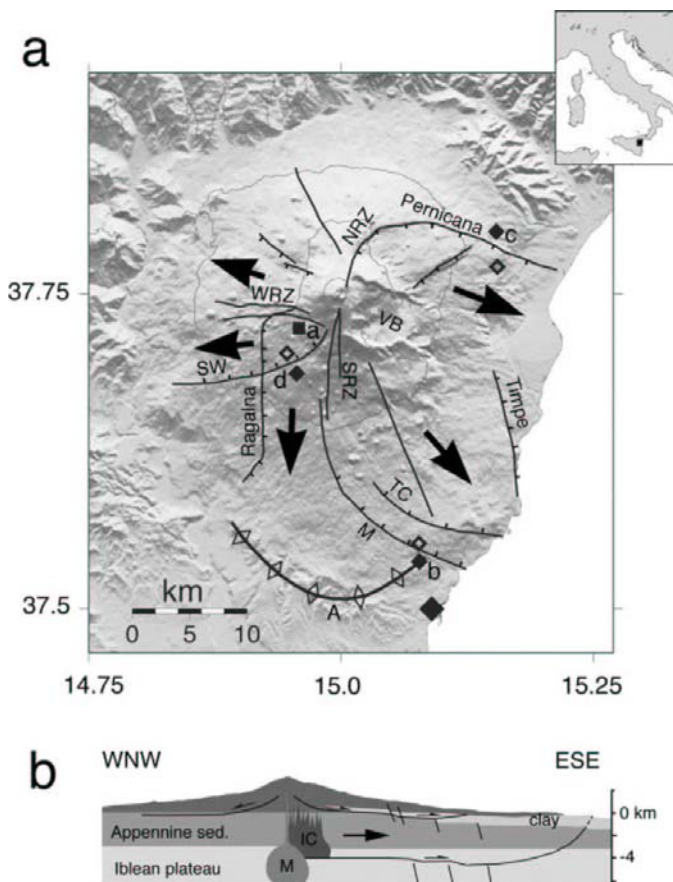 a
NRZ
Pernicana
c
37.75
WRZ
a
VB
SW
d
SRZ
Ragalna
Timpe
TC
M
b
km
A
37.5
0 5 10
14.75 15.0 15.25
b
WNW ESE
0 km
clay
Appennine sed.
IC
-4
Iblean plateau
M